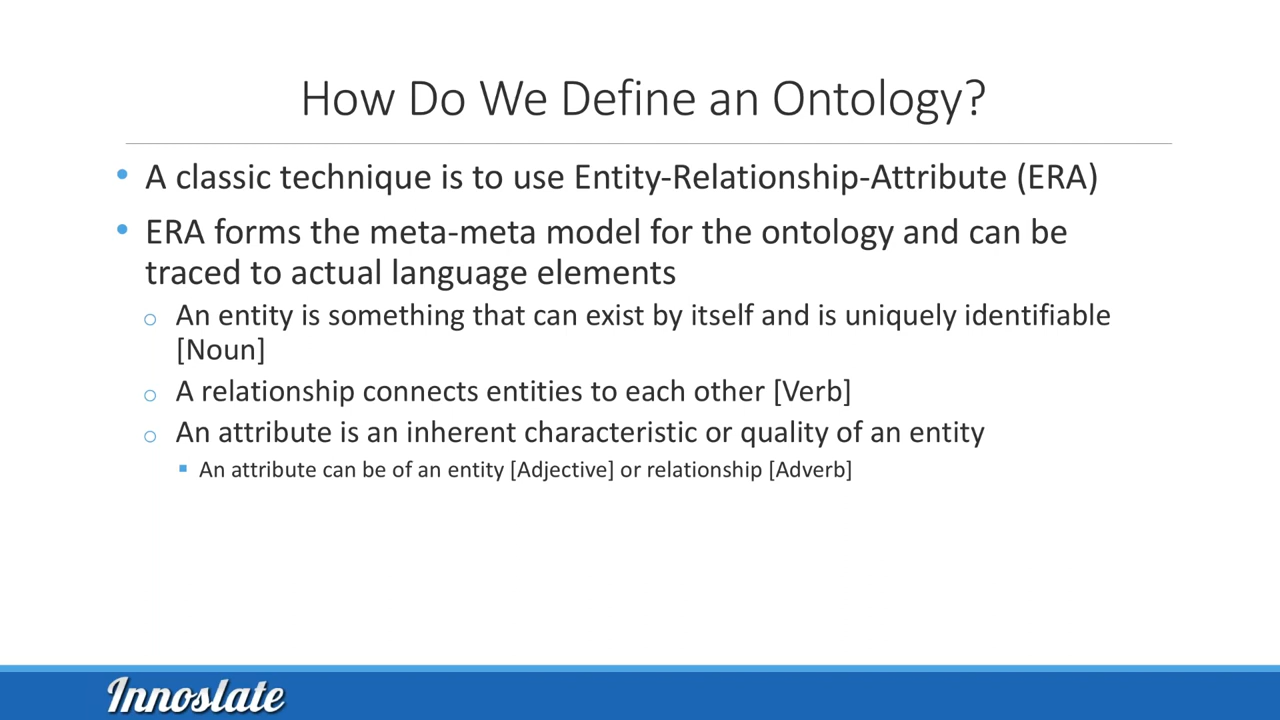 How Do We Define an Ontology?
• A classic technique is to use Entity-Relationship-Attribute (ERA)
• ERA forms the meta-meta model for the ontology and can be
traced to actual language elements
o An entity is something that can exist by itself and is uniquely identifiable
[Noun]
o A relationship connects entities to each other [Verb]
o An attribute is an inherent characteristic or quality of an entity
▪ An attribute can be of an entity [Adjective] or relationship [Adverb]
Innoslate